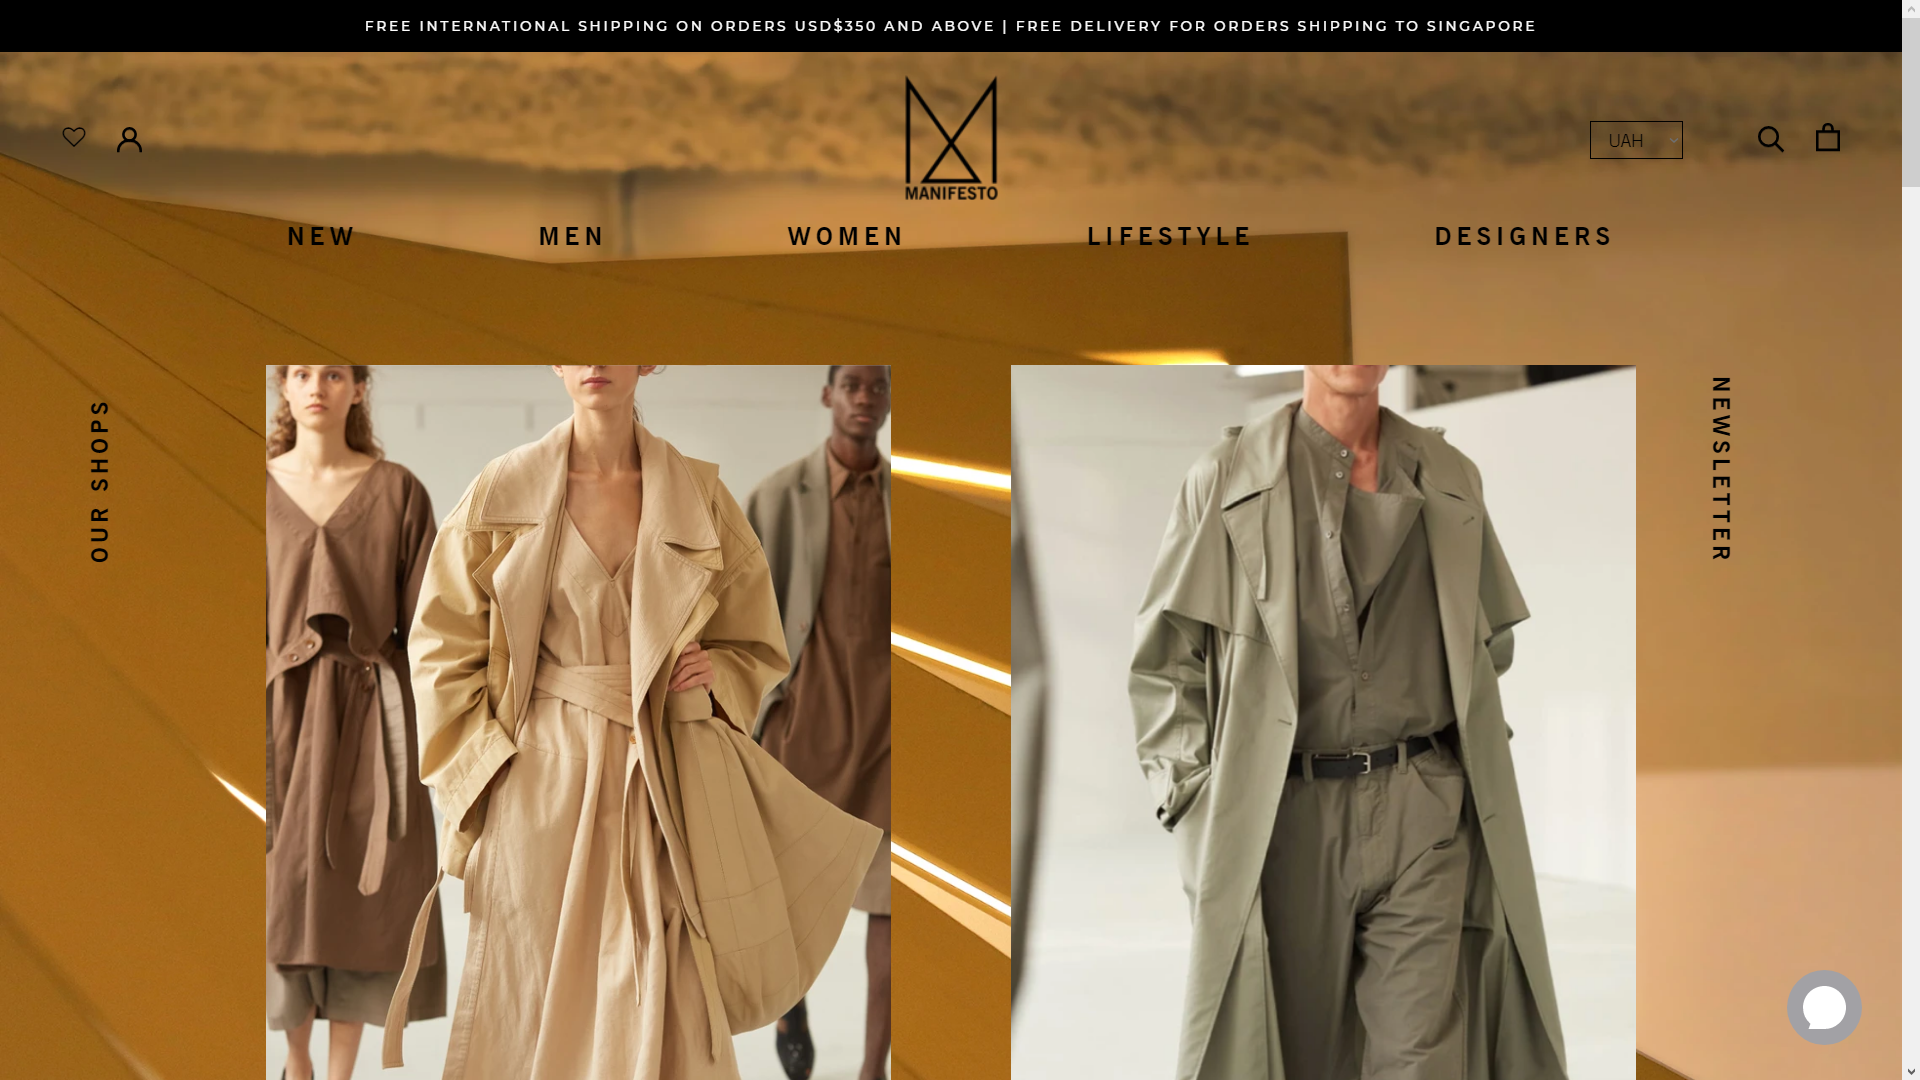 FREE INTERNATIONAL SHIPPING ON ORDERS USD$350 AND ABOVE | FREE DELIVERY FOR ORDERS SHIPPING TO SINGAPORE
MANIFESTO
UAH
NEW MEN WOMEN LIFESTYLE DESIGNERS
OUR SHOPS
NEWSLETTER